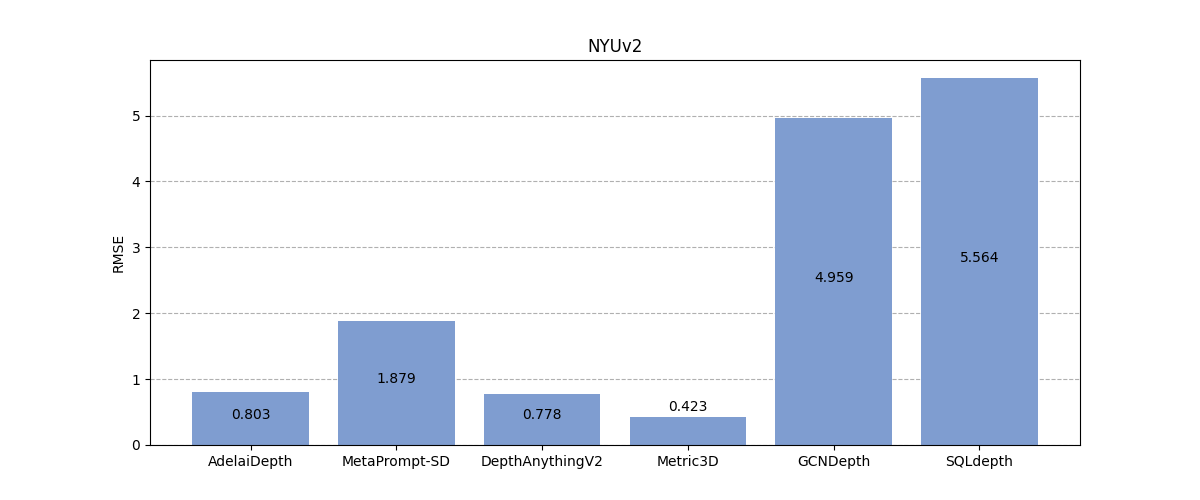 NYUv2
RMSE
5
4
3
2
1
0
0.803
1.879
0.778
0.423
4.959
5.564
AdelaiDepth
MetaPrompt-SD
DepthAnythingV2
Metric3D
GCNDepth
SQLdepth